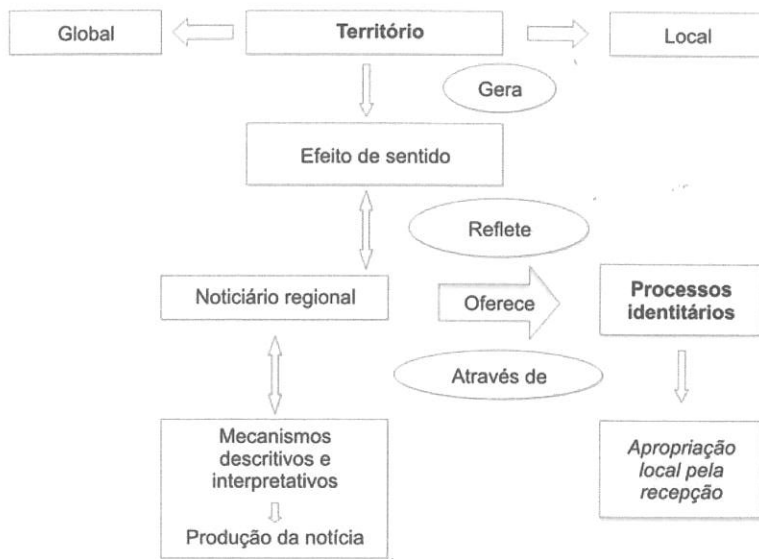 Global
Território
Local
Gera
Efeito de sentido
Reflete
Noticiário regional
Oferece
Processos
identitários
Através de
Mecanismos
descritivos e
interpretativos
Produção da notícia
Apropriação
local pela
recepção